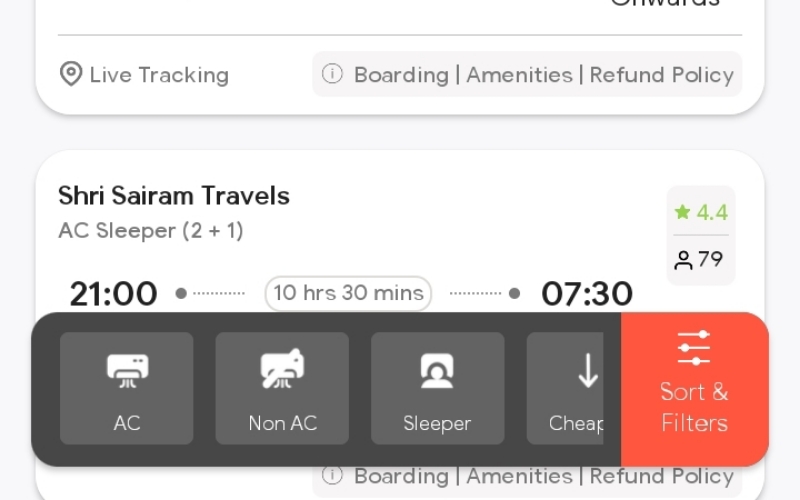 Onwards
Live Tracking
Boarding | Amenities | Refund Policy
Shri Sairam Travels
4.4
AC Sleeper (2 + 1)
79
21:00
10 hrs 30 mins
07:30
AC
Non AC
Sleeper
Cheap
Sort &
Filters
Boarding | Amenities | Refund Policy